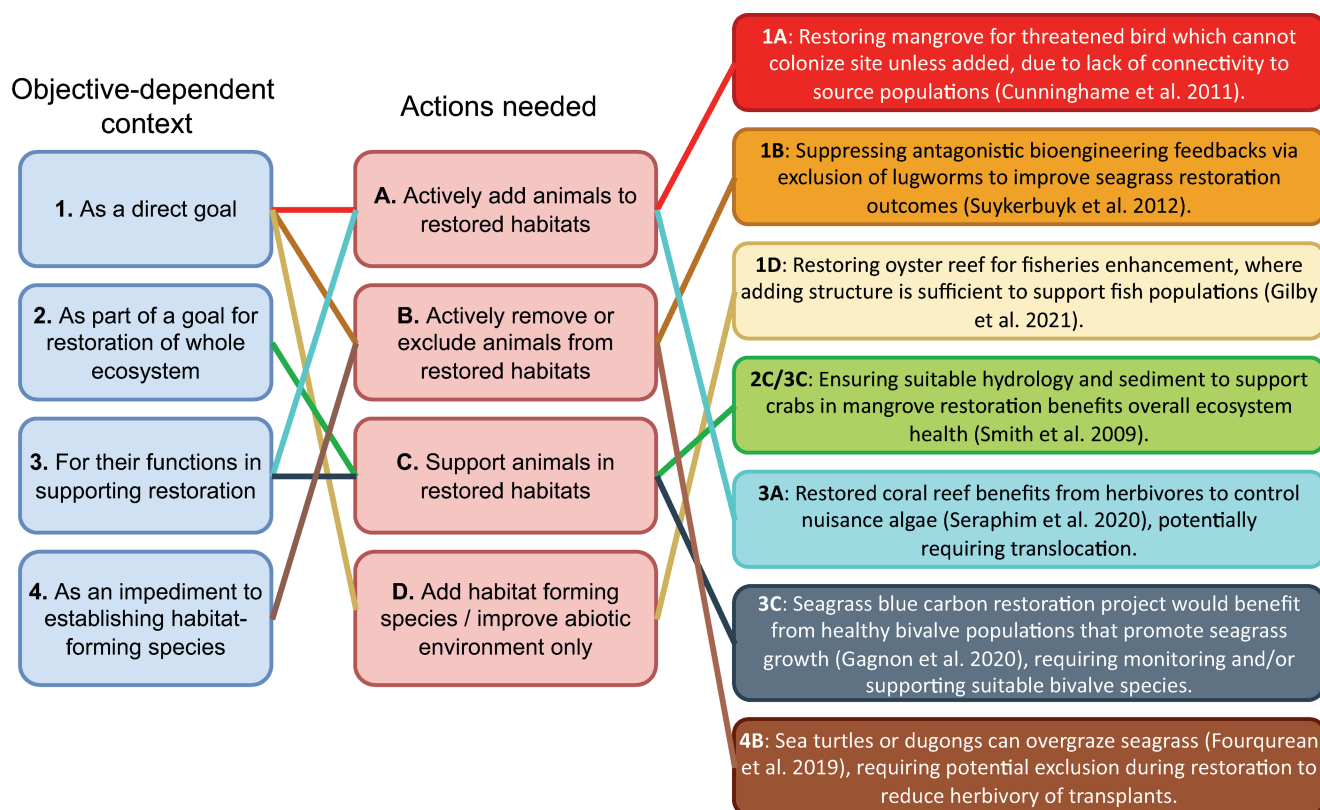 Objective-dependent
context
1. As a direct goal
2. As part of a goal for
restoration of whole
ecosystem
3. For their functions in
supporting restoration
4. As an impediment to
establishing habitat-
forming species
Actions needed
A. Actively add animals to
restored habitats
B. Actively remove or
exclude animals from
restored habitats
C. Support animals in
restored habitats
D. Add habitat forming
species / improve abiotic
environment only
1A: Restoring mangrove for threatened bird which cannot
colonize site unless added, due to lack of connectivity to
source populations (Cunninghame et al. 2011).
1B: Suppressing antagonistic bioengineering feedbacks via
exclusion of lugworms to improve seagrass restoration
outcomes (Suykerbuyk et al. 2012).
1D: Restoring oyster reef for fisheries enhancement, where
adding structure is sufficient to support fish populations (Gilby
et al. 2021).
2C/3C: Ensuring suitable hydrology and sediment to support
crabs in mangrove restoration benefits overall ecosystem
health (Smith et al. 2009).
3A: Restored coral reef benefits from herbivores to control
nuisance algae (Seraphim et al. 2020), potentially
requiring translocation.
3C: Seagrass blue carbon restoration project would benefit
from healthy bivalve populations that promote seagrass
growth (Gagnon et al. 2020), requiring monitoring and/or
supporting suitable bivalve species.
4B: Sea turtles or dugongs can overgraze seagrass (Fourqurean
et al. 2019), requiring potential exclusion during restoration to
reduce herbivory of transplants.